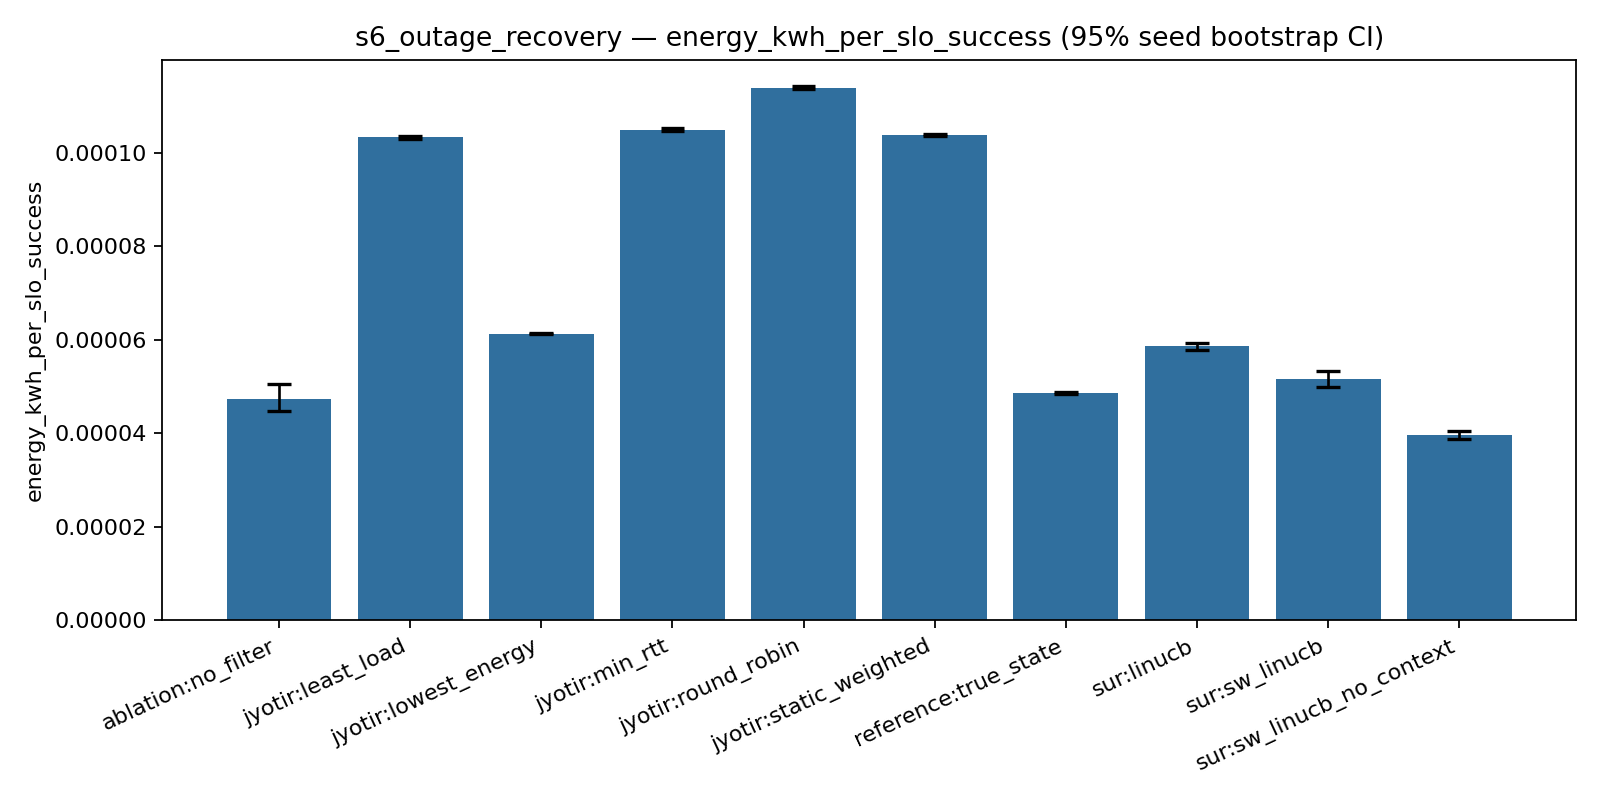 s6_outage_recovery — energy_kwh_per_slo_success (95% seed bootstrap CI)
energy_kwh_per_slo_success
0.00010
0.00008
0.00006
0.00004
0.00002
0.00000
ablation:no_filter
jyotir:least_load
jyotir:lowest_energy
jyotir:min_rtt
jyotir:round_robin
jyotir:static_weighted
reference:true_state
sur:linucb
sur:sw_linucb
sur:sw_linucb_no_context